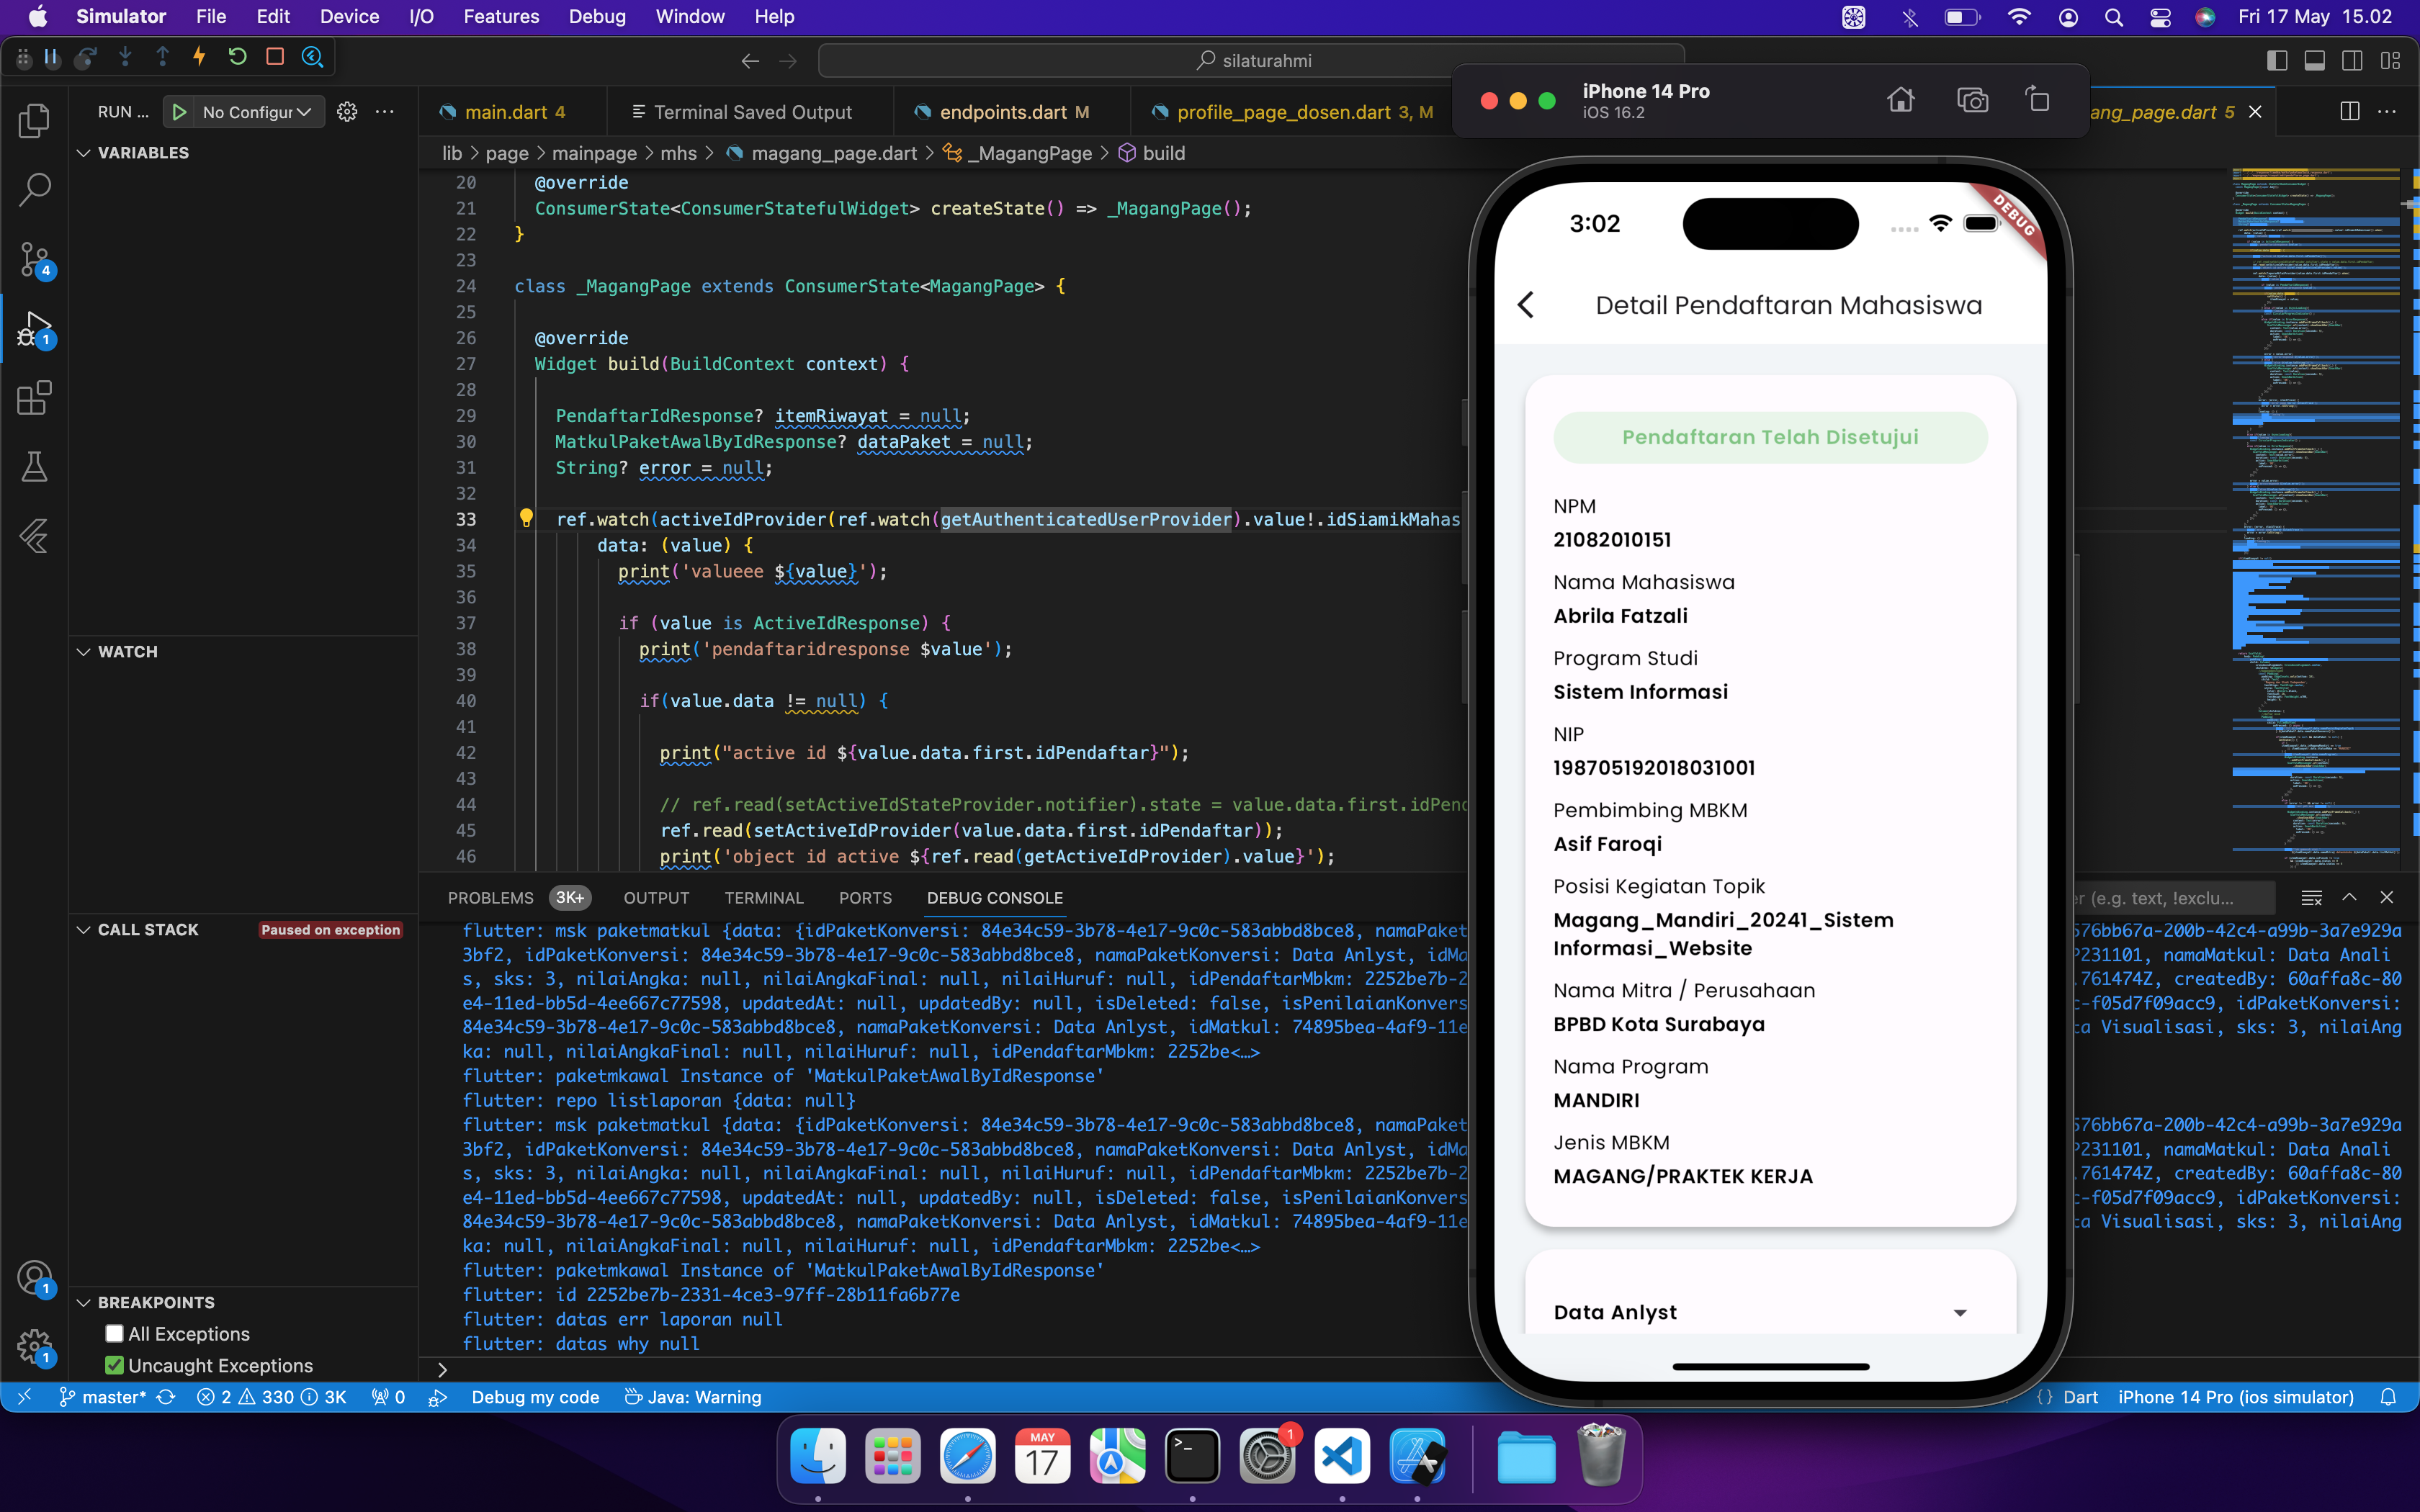 Simulator File Edit Device I/O Features Debug Window Help
Fri 17 May 15.02
silaturahmi
RUN ... No Configur
main.dart 4
Terminal Saved Output
endpoints.dart M
profile_page_dosen.dart 3, M
ang_page.dart 5
lib > page > mainpage > mhs > magang_page.dart > _MagangPage > build
VARIABLES
WATCH
CALL STACK Paused on exception
BREAKPOINTS
All Exceptions
Uncaught Exceptions
4
1
1
1
20 @override
21 ConsumerState<ConsumerStatefulWidget> createState() => _MagangPage();
22 }
23
24 class _MagangPage extends ConsumerState<MagangPage> {
25
26 @override
27 Widget build(BuildContext context) {
28
29 PendaftarIdResponse? itemRiwayat = null;
30 MatkulPaketAwalByIdResponse? dataPaket = null;
31 String? error = null;
32
33 ref.watch(activeIdProvider(ref.watch(getAuthenticatedUserProvider).value!.idSiamikMahas
34 data: (value) {
35 print('valueee ${value}');
36
37 if (value is ActiveIdResponse) {
38 print('pendaftaridresponse $value');
39
40 if(value.data != null) {
41
42 print("active id ${value.data.first.idPendaftar}");
43
44 // ref.read(setActiveIdStateProvider.notifier).state = value.data.first.idPend
45 ref.read(setActiveIdProvider(value.data.first.idPendaftar));
46 print('object id active ${ref.read(getActiveIdProvider).value}');
PROBLEMS 3K+ OUTPUT TERMINAL PORTS DEBUG CONSOLE
er (e.g. text, !exclu...
flutter: msk paketmatkul {data: {idPaketKonversi: 84e34c59-3b78-4e17-9c0c-583abbd8bce8, namaPaket
576bb67a-200b-42c4-a99b-3a7e929a
3bf2, idPaketKonversi: 84e34c59-3b78-4e17-9c0c-583abbd8bce8, namaPaketKonversi: Data Anlyst, idMa
P231101, namaMatkul: Data Anali
s, sks: 3, nilaiAngka: null, nilaiAngkaFinal: null, nilaiHuruf: null, idPendaftarMbkm: 2252be7b-2
.761474Z, createdBy: 60affa8c-80
e4-11ed-bb5d-4ee667c77598, updatedAt: null, updatedBy: null, isDeleted: false, isPenilaianKonvers
c-f05d7f09acc9, idPaketKonversi:
84e34c59-3b78-4e17-9c0c-583abbd8bce8, namaPaketKonversi: Data Anlyst, idMatkul: 74895bea-4af9-11e
ta Visualisasi, sks: 3, nilaiAng
ka: null, nilaiAngkaFinal: null, nilaiHuruf: null, idPendaftarMbkm: 2252be<…>
flutter: paketmkawal Instance of 'MatkulPaketAwalByIdResponse'
flutter: repo listlaporan {data: null}
flutter: msk paketmatkul {data: {idPaketKonversi: 84e34c59-3b78-4e17-9c0c-583abbd8bce8, namaPaket
576bb67a-200b-42c4-a99b-3a7e929a
3bf2, idPaketKonversi: 84e34c59-3b78-4e17-9c0c-583abbd8bce8, namaPaketKonversi: Data Anlyst, idMa
P231101, namaMatkul: Data Anali
s, sks: 3, nilaiAngka: null, nilaiAngkaFinal: null, nilaiHuruf: null, idPendaftarMbkm: 2252be7b-2
.761474Z, createdBy: 60affa8c-80
e4-11ed-bb5d-4ee667c77598, updatedAt: null, updatedBy: null, isDeleted: false, isPenilaianKonvers
c-f05d7f09acc9, idPaketKonversi:
84e34c59-3b78-4e17-9c0c-583abbd8bce8, namaPaketKonversi: Data Anlyst, idMatkul: 74895bea-4af9-11e
ta Visualisasi, sks: 3, nilaiAng
ka: null, nilaiAngkaFinal: null, nilaiHuruf: null, idPendaftarMbkm: 2252be<…>
flutter: paketmkawal Instance of 'MatkulPaketAwalByIdResponse'
flutter: id 2252be7b-2331-4ce3-97ff-28b11fa6b77e
flutter: datas err laporan null
flutter: datas why null
master* 2 330 3K 0 Debug my code Java: Warning
{ } Dart iPhone 14 Pro (ios simulator)
iPhone 14 Pro
iOS 16.2
3:02
DEBUG
Detail Pendaftaran Mahasiswa
Pendaftaran Telah Disetujui
NPM
21082010151
Nama Mahasiswa
Abrila Fatzali
Program Studi
Sistem Informasi
NIP
198705192018031001
Pembimbing MBKM
Asif Faroqi
Posisi Kegiatan Topik
Magang_Mandiri_20241_Sistem
Informasi_Website
Nama Mitra / Perusahaan
BPBD Kota Surabaya
Nama Program
MANDIRI
Jenis MBKM
MAGANG/PRAKTEK KERJA
Data Anlyst
MAY
17
1